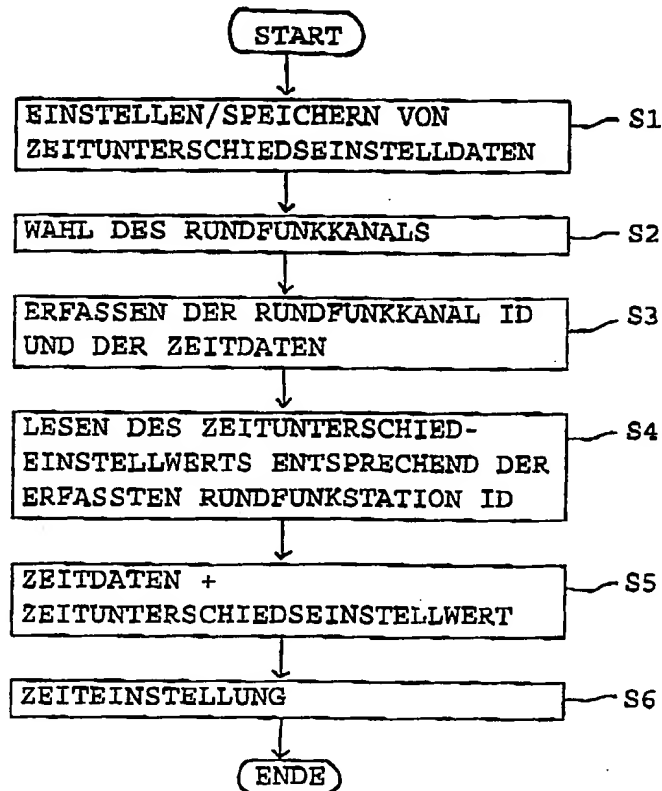 START
EINSTELLEN/SPEICHERN VON
ZEITUNTERSCHIEDSEINSTELLDATEN
S1
WAHL DES RUNDFUNKKANALS
S2
ERFASSEN DER RUNDFUNKKANAL ID
UND DER ZEITDATEN
S3
LESEN DES ZEITUNTERSCHIED-
EINSTELLWERTS ENTSPRECHEND DER
ERFASSTEN RUNDFUNKSTATION ID
S4
ZEITDATEN +
ZEITUNTERSCHIEDSEINSTELLWERT
S5
ZEITEINSTELLUNG
S6
ENDE